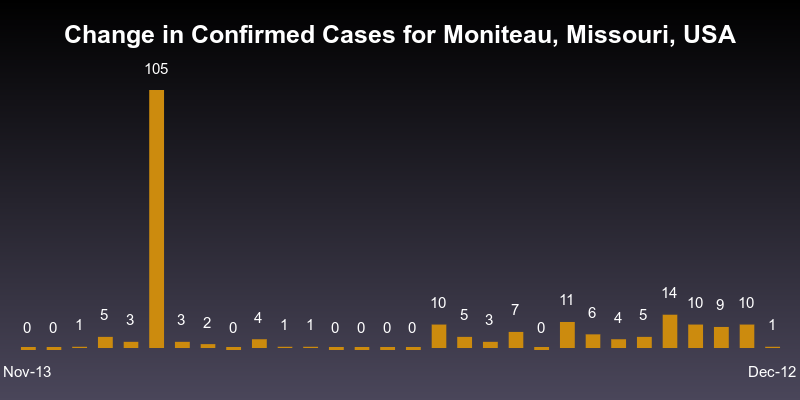 Change in Confirmed Cases for Moniteau, Missouri, USA
105
0 0 1 5 3 3 2 0 4 1 1 0 0 0 0 10 5 3 7 0 11 6 4 5 14 10 9 10 1
Nov-13 Dec-12